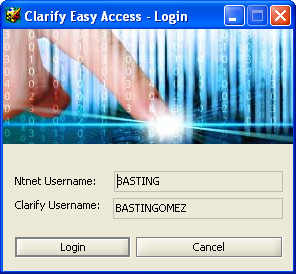 Clarify Easy Access - Login
Ntnet Username: BASTING
Clarify Username: BASTINGOMEZ
Login Cancel